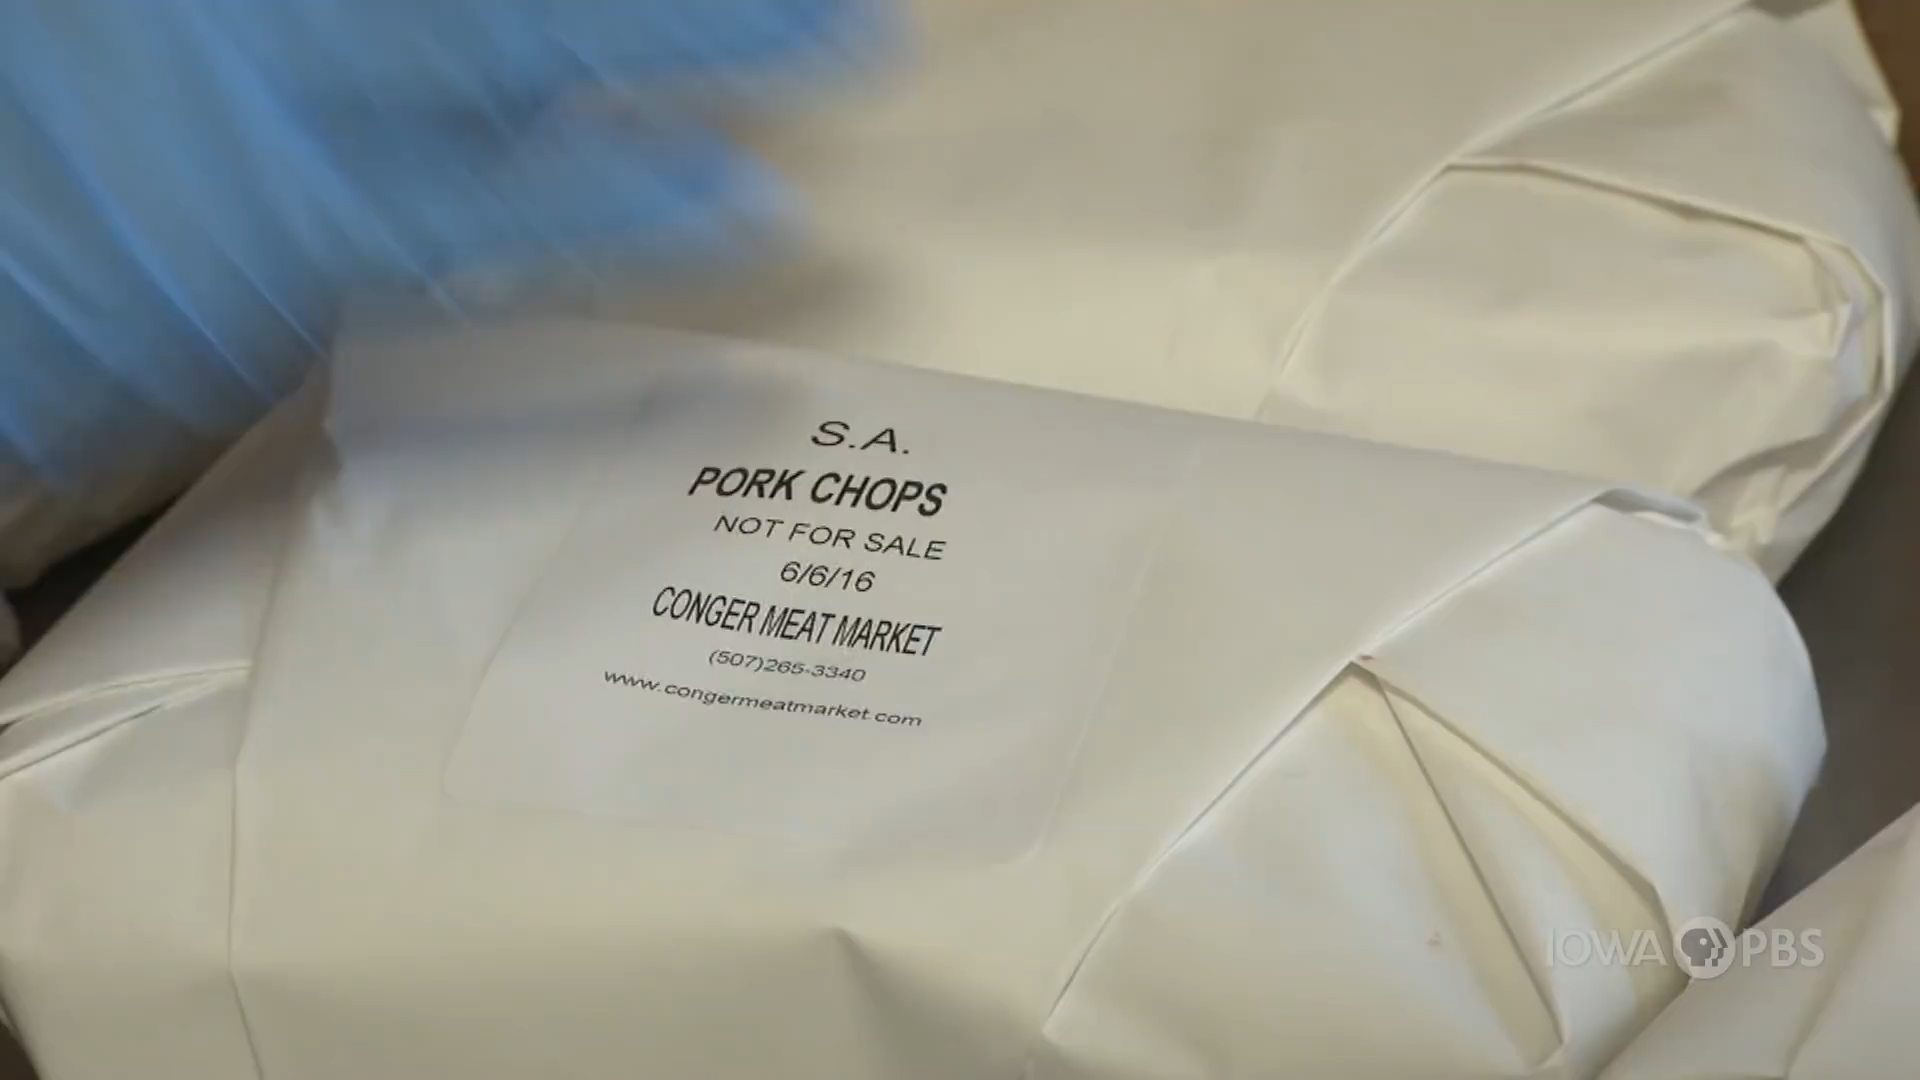 S.A.
PORK CHOPS
NOT FOR SALE
6/6/16
CONGER MEAT MARKET
(507)265-3340
www.congermeatmarket.com
IOWA PBS